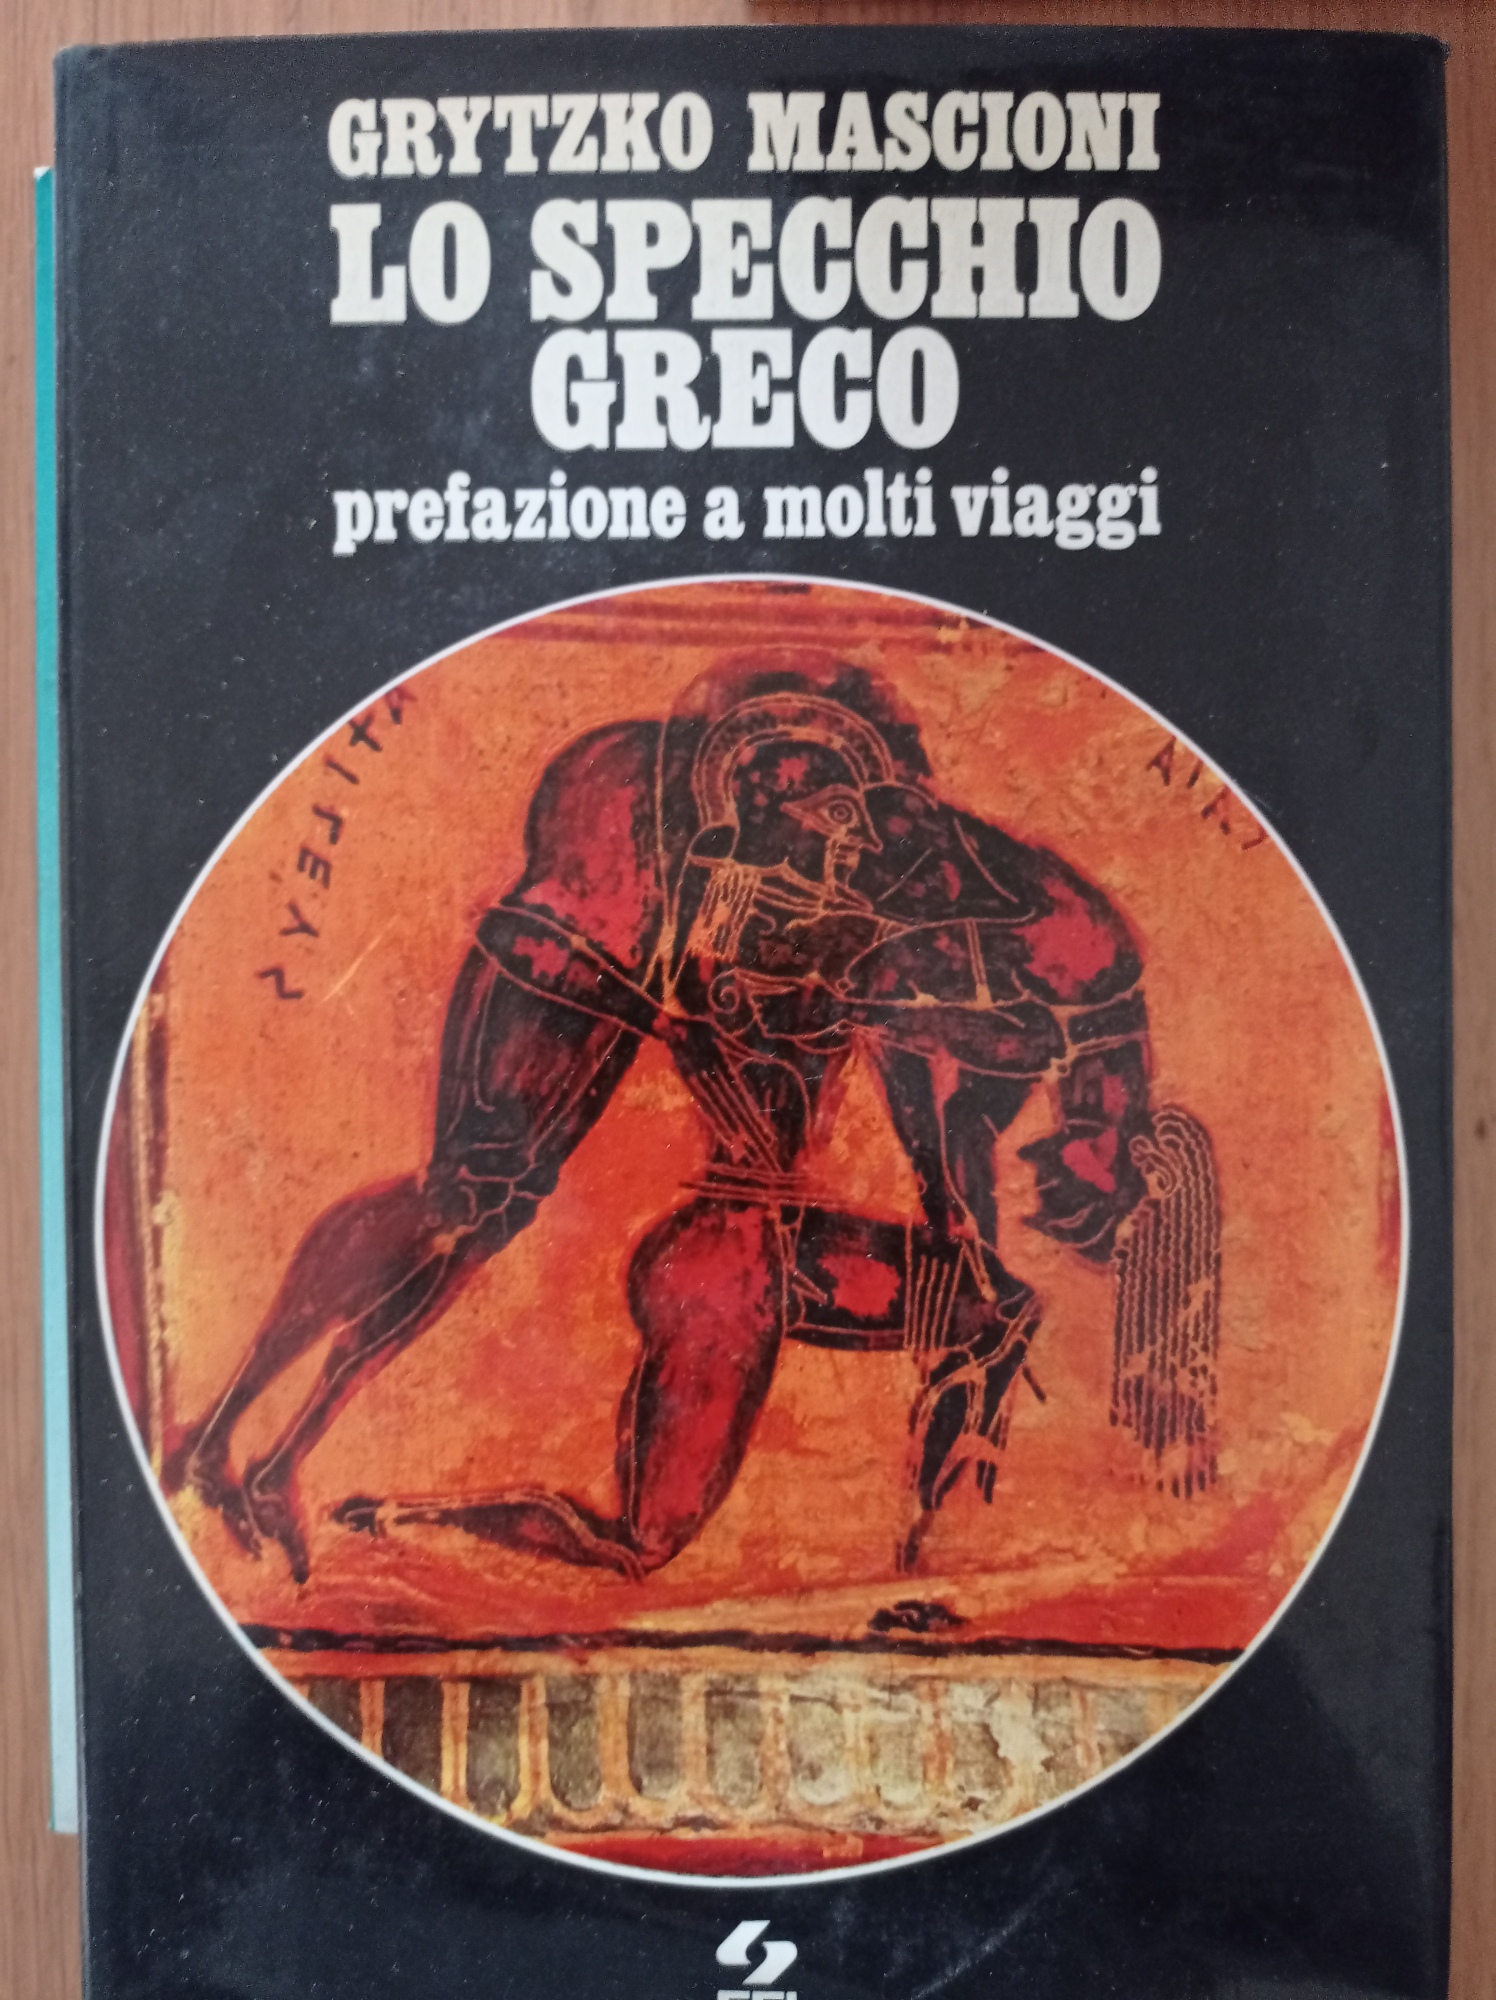 GRYTZKO MASCIONI
LO SPECCHIO
GRECO
prefazione a molti viaggi